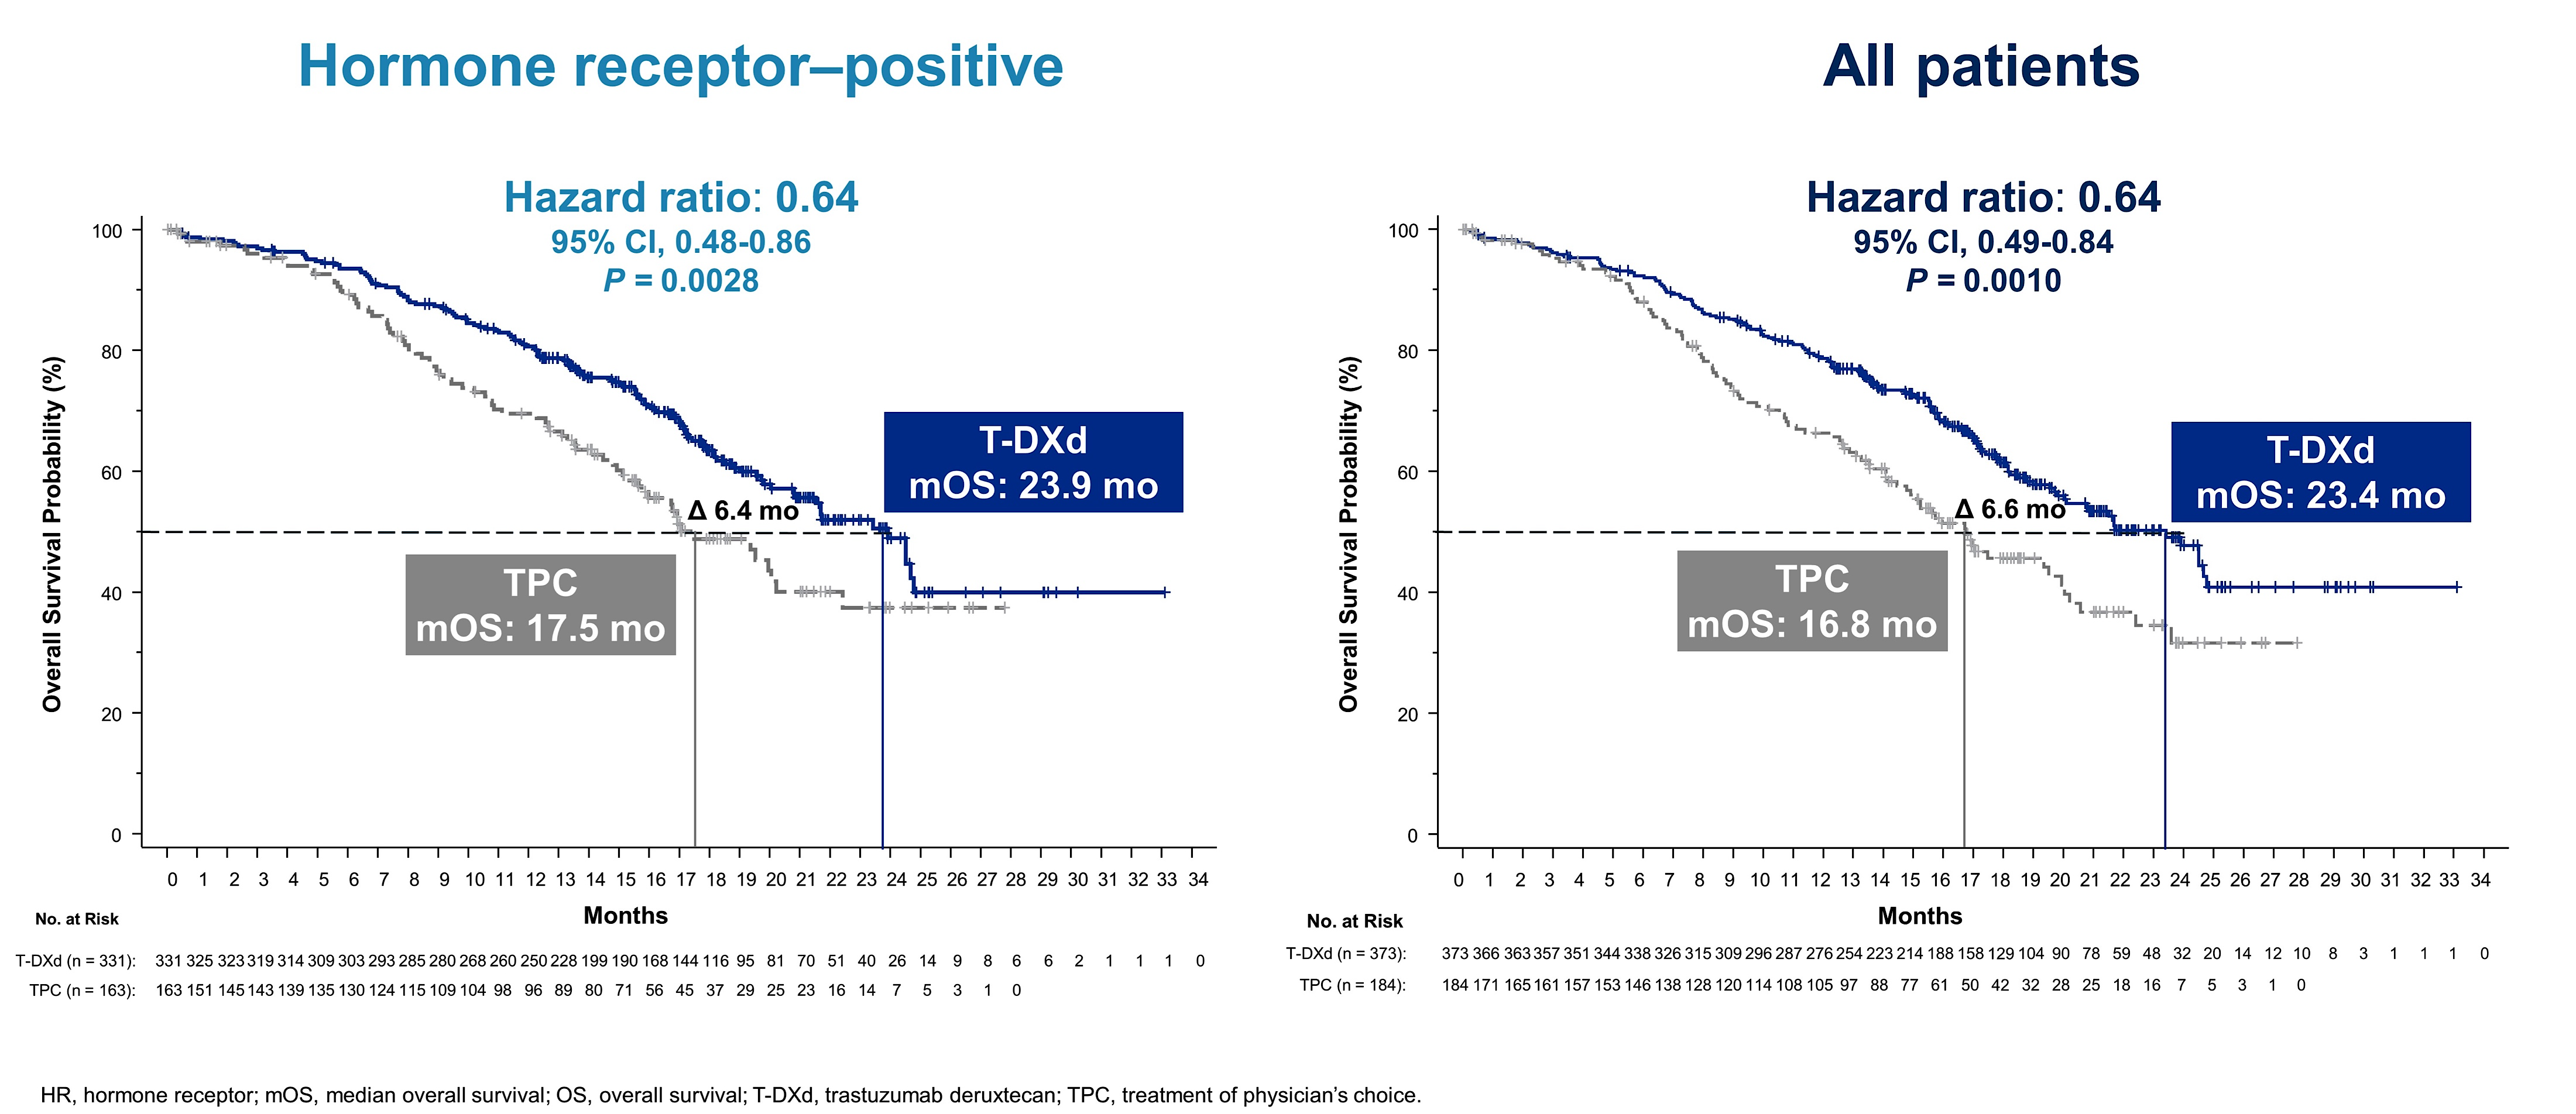 Hormone receptor–positive
Hazard ratio: 0.64
95% CI, 0.48-0.86
P = 0.0028
Overall Survival Probability (%)
100
80
60
40
20
0
T-DXd
mOS: 23.9 mo
Δ 6.4 mo
TPC
mOS: 17.5 mo
0 1 2 3 4 5 6 7 8 9 10 11 12 13 14 15 16 17 18 19 20 21 22 23 24 25 26 27 28 29 30 31 32 33 34
Months
No. at Risk
T-DXd (n = 331): 331 325 323 319 314 309 303 293 285 280 268 260 250 228 199 190 168 144 116 95 81 70 51 40 26 14 9 8 6 6 2 1 1 1 0
TPC (n = 163): 163 151 145 143 139 135 130 124 115 109 104 98 96 89 80 71 56 45 37 29 25 23 16 14 7 5 3 1 0
All patients
Hazard ratio: 0.64
95% CI, 0.49-0.84
P = 0.0010
Overall Survival Probability (%)
100
80
60
40
20
0
T-DXd
mOS: 23.4 mo
Δ 6.6 mo
TPC
mOS: 16.8 mo
0 1 2 3 4 5 6 7 8 9 10 11 12 13 14 15 16 17 18 19 20 21 22 23 24 25 26 27 28 29 30 31 32 33 34
Months
No. at Risk
T-DXd (n = 373): 373 366 363 357 351 344 338 326 315 309 296 287 276 254 223 214 188 158 129 104 90 78 59 48 32 20 14 12 10 8 3 1 1 1 0
TPC (n = 184): 184 171 165 161 157 153 146 138 128 120 114 108 105 97 88 77 61 50 42 32 28 25 18 16 7 5 3 1 0
HR, hormone receptor; mOS, median overall survival; OS, overall survival; T-DXd, trastuzumab deruxtecan; TPC, treatment of physician’s choice.